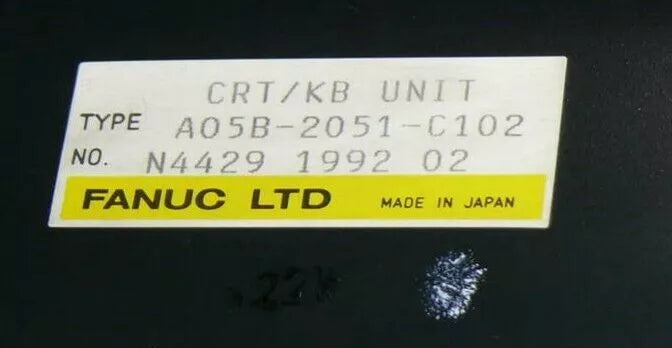 CRT/KB UNIT
TYPE A05B-2051-C102
NO. N4429 1992 02
FANUC LTD MADE IN JAPAN